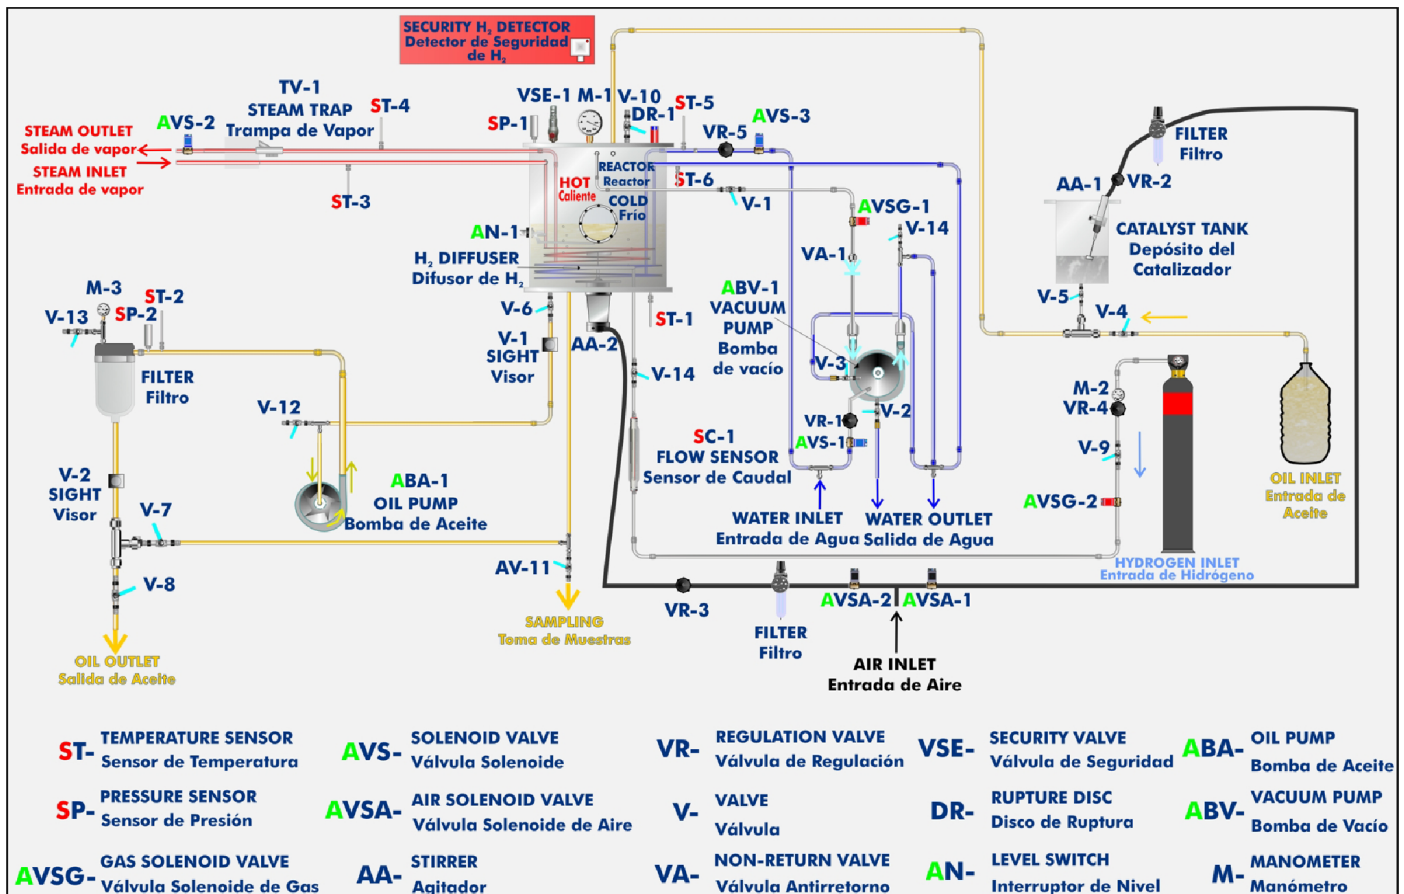 SECURITY H₂ DETECTOR
Detector de Seguridad
de H₂
TV-1
STEAM TRAP
Trampa de Vapor
AVS-2
ST-4
STEAM OUTLET
Salida de vapor
STEAM INLET
Entrada de vapor
ST-3
VSE-1
M-1
V-10
SP-1
DR-1
ST-5
VR-5
AVS-3
REACTOR
Reactor
HOT
Caliente
COLD
Frío
ST-6
V-1
AN-1
H₂ DIFFUSER
Difusor de H₂
AVSG-1
V-14
VA-1
ABV-1
VACUUM
PUMP
Bomba
de vacío
FILTER
Filtro
AA-1
VR-2
CATALYST TANK
Depósito del
Catalizador
V-5
V-4
M-3
ST-2
SP-2
V-13
FILTER
Filtro
V-6
V-1
SIGHT
Visor
AA-2
ST-1
V-14
V-3
V-2
VR-1
AVS-1
M-2
VR-4
V-9
AVSG-2
V-12
SC-1
FLOW SENSOR
Sensor de Caudal
V-2
SIGHT
Visor
ABA-1
OIL PUMP
Bomba de Aceite
V-7
V-8
AV-11
WATER INLET
Entrada de Agua
WATER OUTLET
Salida de Agua
OIL INLET
Entrada de
Aceite
HYDROGEN INLET
Entrada de Hidrógeno
VR-3
AVSA-2
AVSA-1
SAMPLING
Toma de Muestras
FILTER
Filtro
AIR INLET
Entrada de Aire
OIL OUTLET
Salida de Aceite
ST- TEMPERATURE SENSOR
Sensor de Temperatura
AVS- SOLENOID VALVE
Válvula Solenoide
VR- REGULATION VALVE
Válvula de Regulación
VSE- SECURITY VALVE
Válvula de Seguridad
ABA- OIL PUMP
Bomba de Aceite
SP- PRESSURE SENSOR
Sensor de Presión
AVSA- AIR SOLENOID VALVE
Válvula Solenoide de Aire
V- VALVE
Válvula
DR- RUPTURE DISC
Disco de Ruptura
ABV- VACUUM PUMP
Bomba de Vacío
AVSG- GAS SOLENOID VALVE
Válvula Solenoide de Gas
AA- STIRRER
Agitador
VA- NON-RETURN VALVE
Válvula Antirretorno
AN- LEVEL SWITCH
Interruptor de Nivel
M- MANOMETER
Manómetro